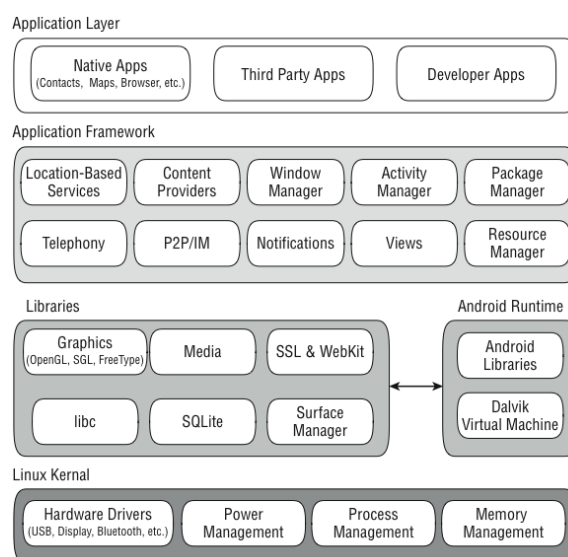 Application Layer
Native Apps
(Contacts, Maps, Browser, etc.)
Third Party Apps
Developer Apps
Application Framework
Location-Based
Services
Content
Providers
Window
Manager
Activity
Manager
Package
Manager
Telephony
P2P/IM
Notifications
Views
Resource
Manager
Libraries
Graphics
(OpenGL, SGL, FreeType)
Media
SSL & WebKit
libc
SQLite
Surface
Manager
Android Runtime
Android
Libraries
Dalvik
Virtual Machine
Linux Kernal
Hardware Drivers
(USB, Display, Bluetooth, etc.)
Power
Management
Process
Management
Memory
Management